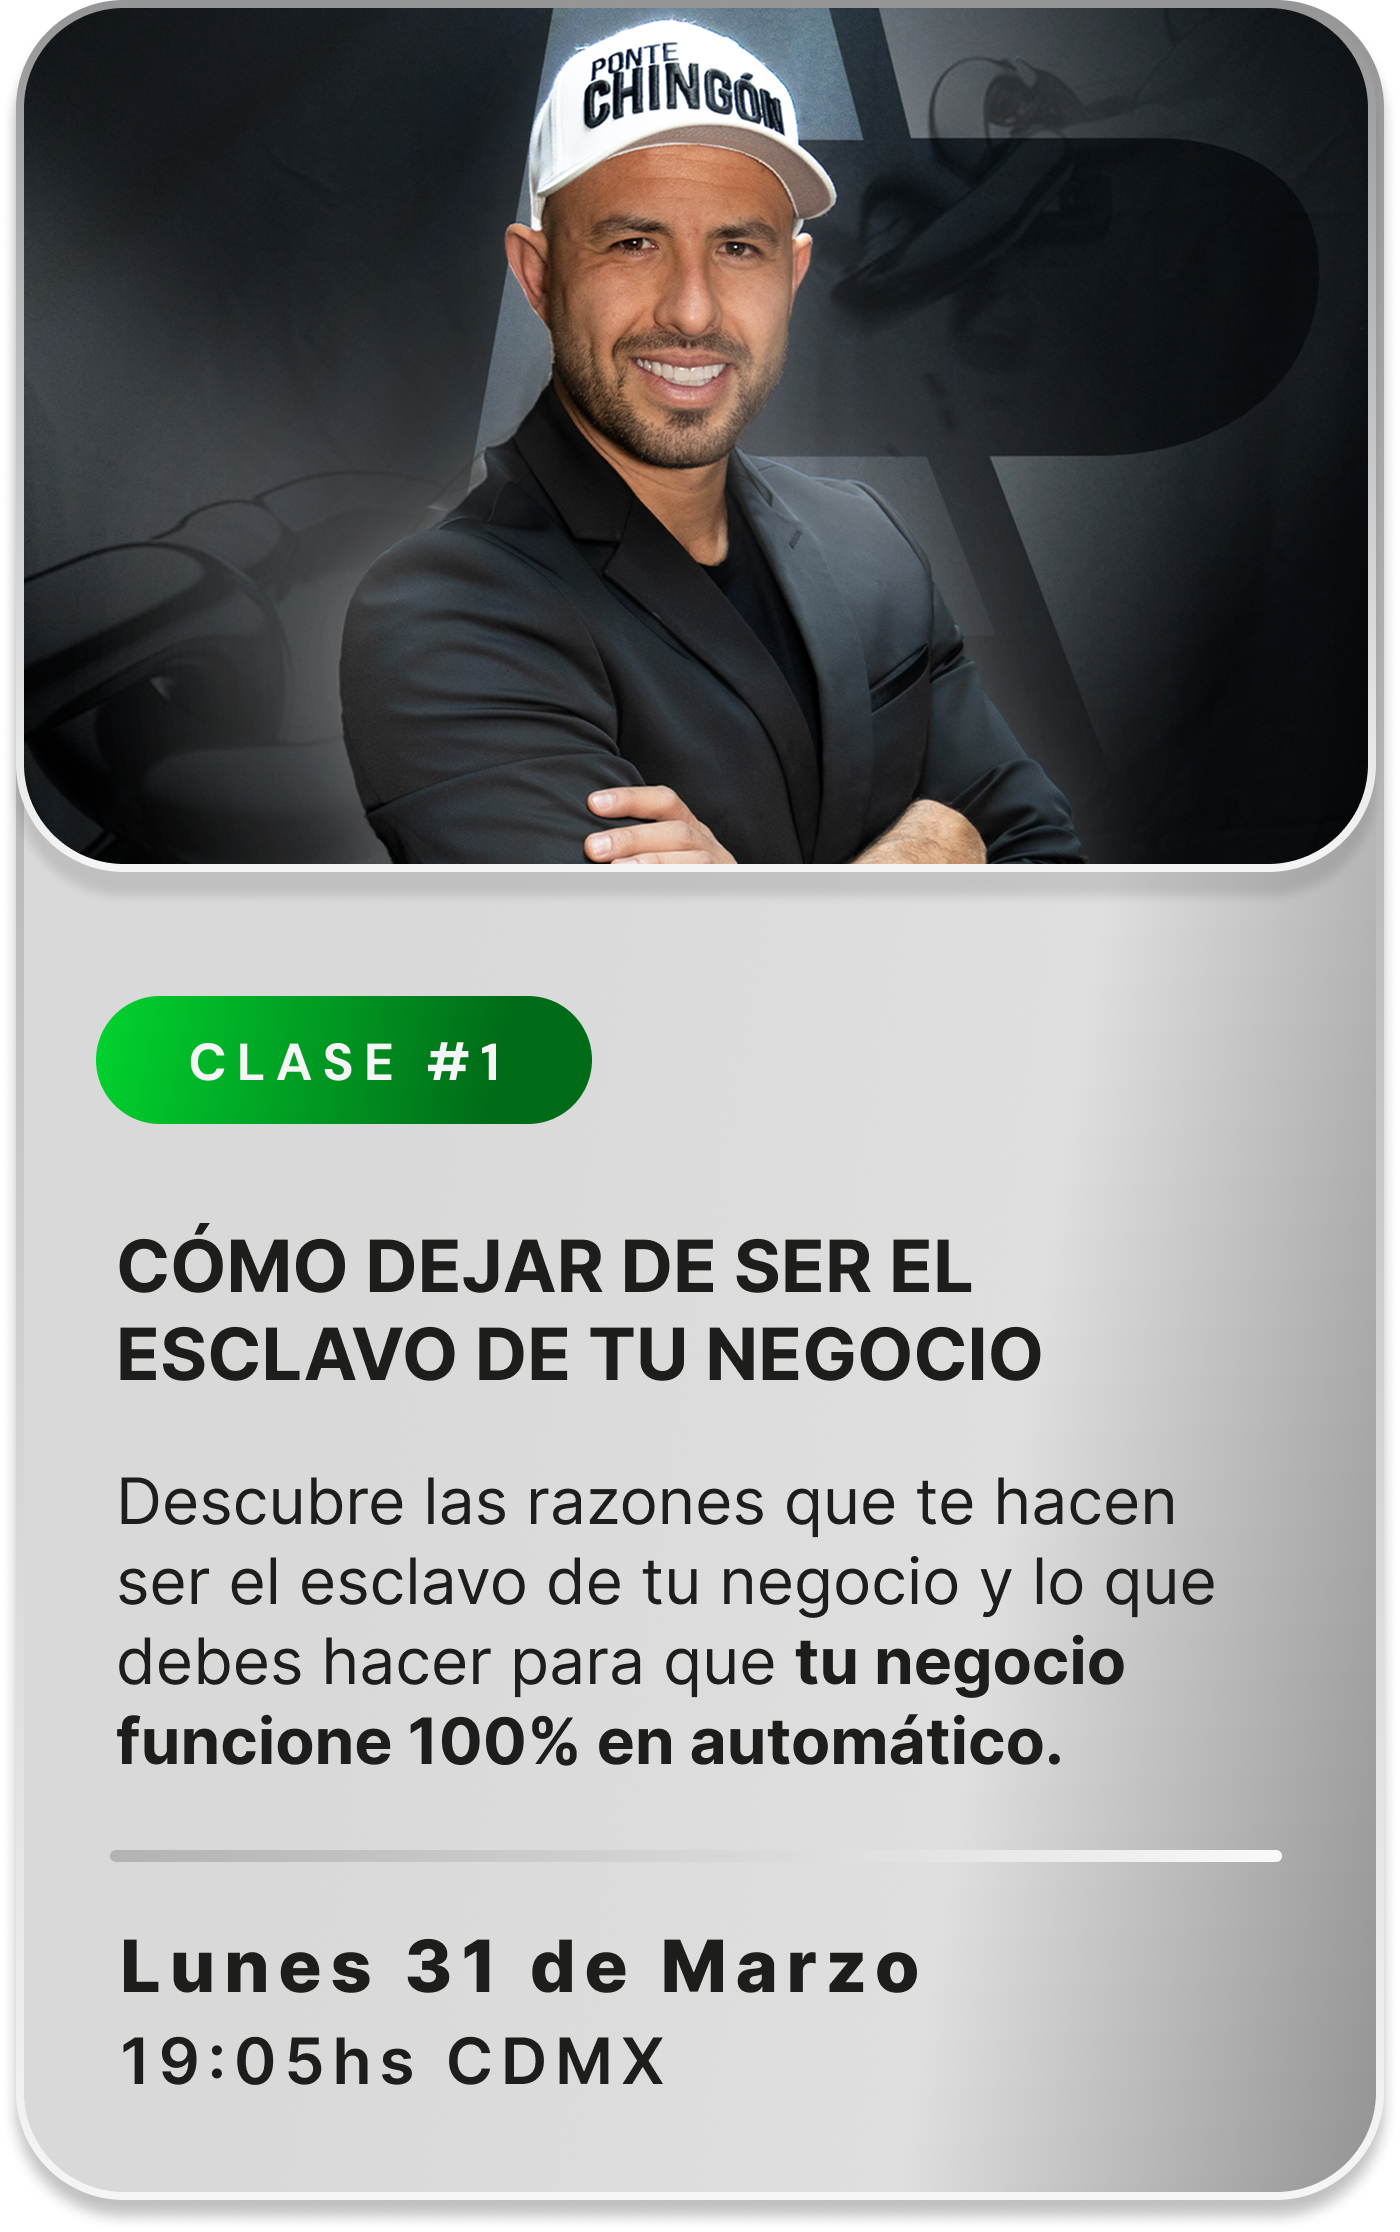 PONTE
CHINGÓN
CLASE #1
CÓMO DEJAR DE SER EL
ESCLAVO DE TU NEGOCIO
Descubre las razones que te hacen
ser el esclavo de tu negocio y lo que
debes hacer para que tu negocio
funcione 100% en automático.
Lunes 31 de Marzo
19:05hs CDMX